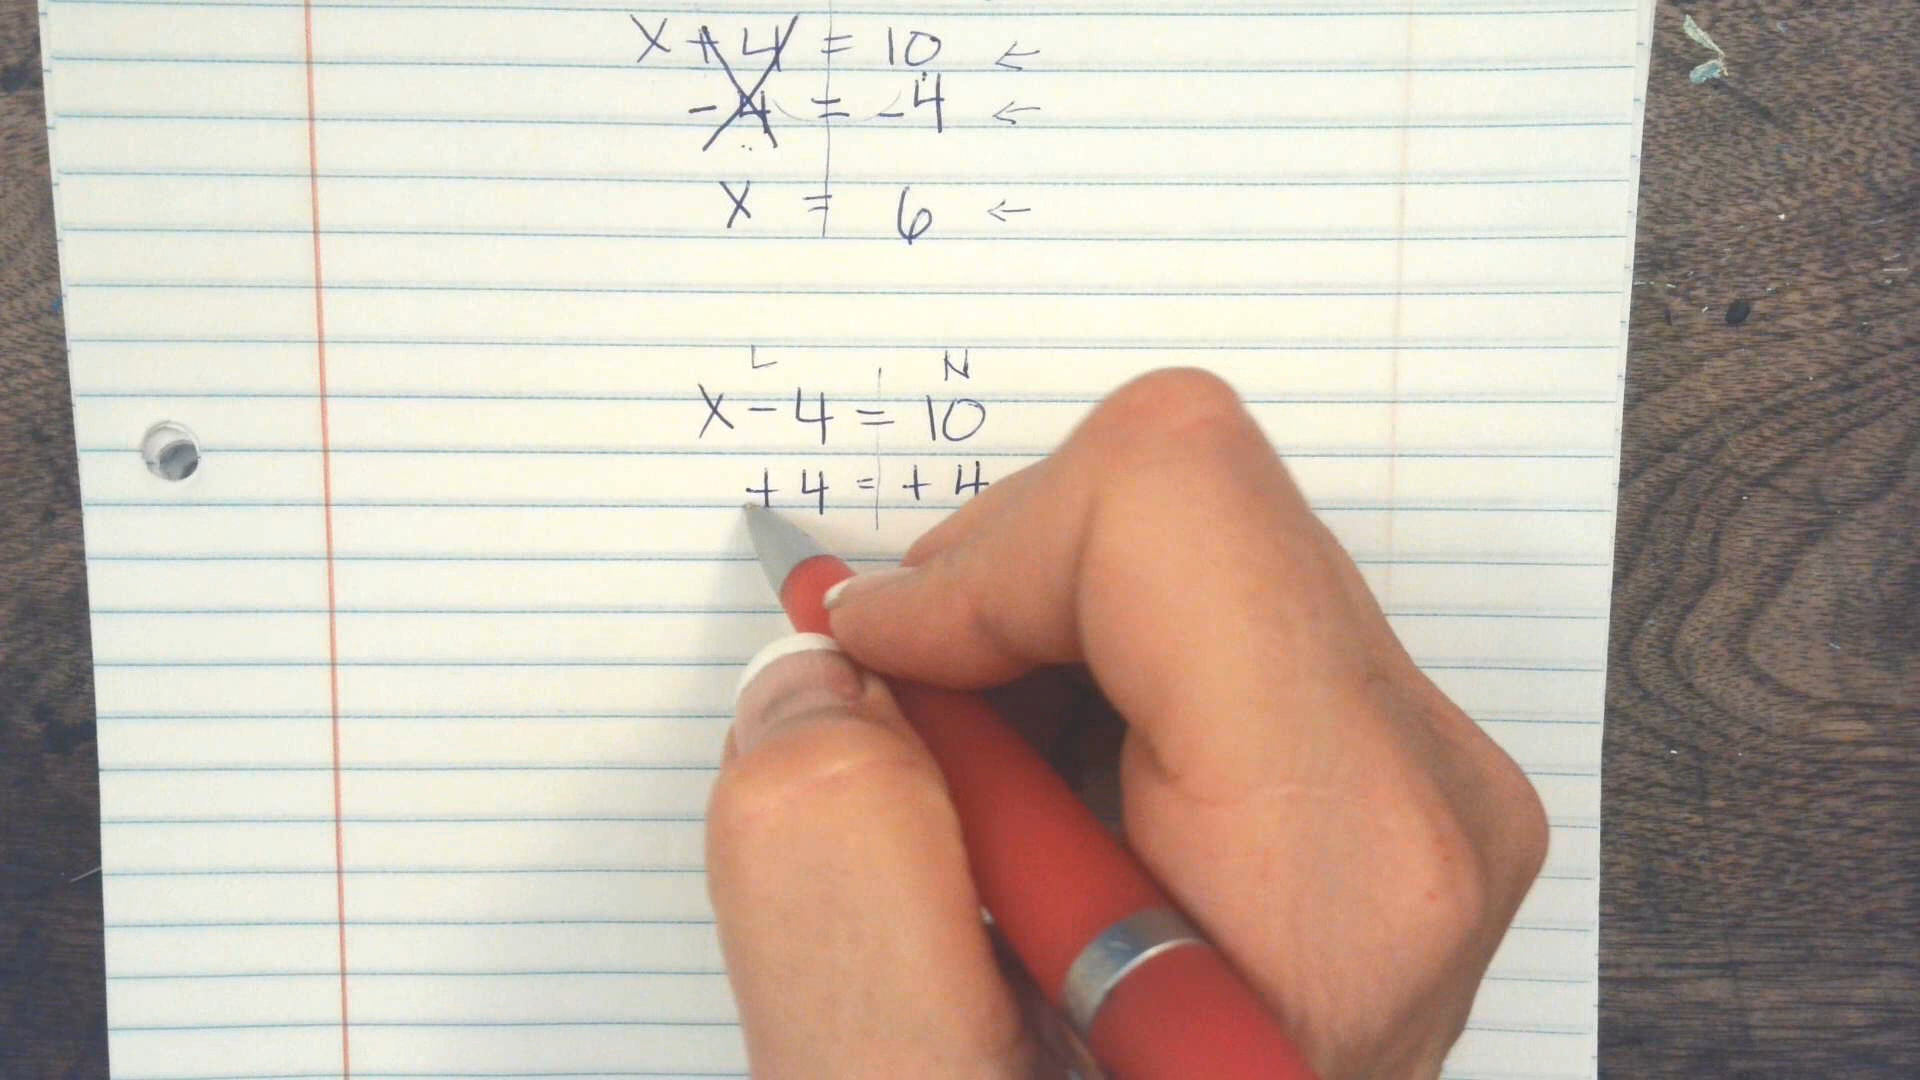 x + 4 = 10 ←
- 4 = - 4 ←
x = 6 ←
L N
x - 4 = 10
+ 4 = + 4